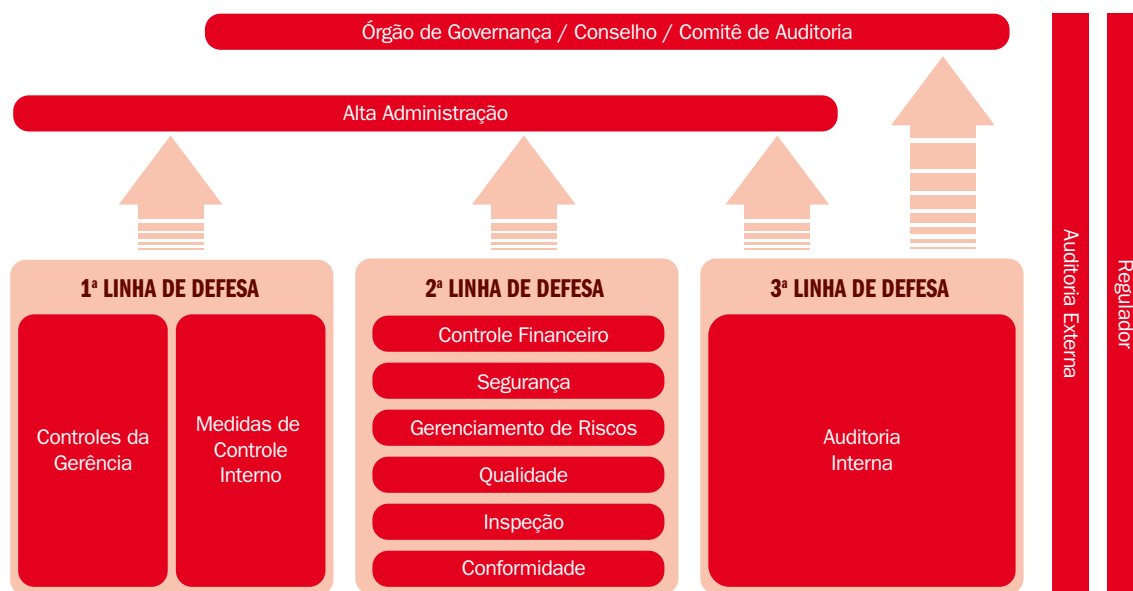 Órgão de Governança / Conselho / Comitê de Auditoria
Alta Administração
1ª LINHA DE DEFESA
Controles da
Gerência
Medidas de
Controle
Interno
2ª LINHA DE DEFESA
Controle Financeiro
Segurança
Gerenciamento de Riscos
Qualidade
Inspeção
Conformidade
3ª LINHA DE DEFESA
Auditoria
Interna
Auditoria Externa
Regulador